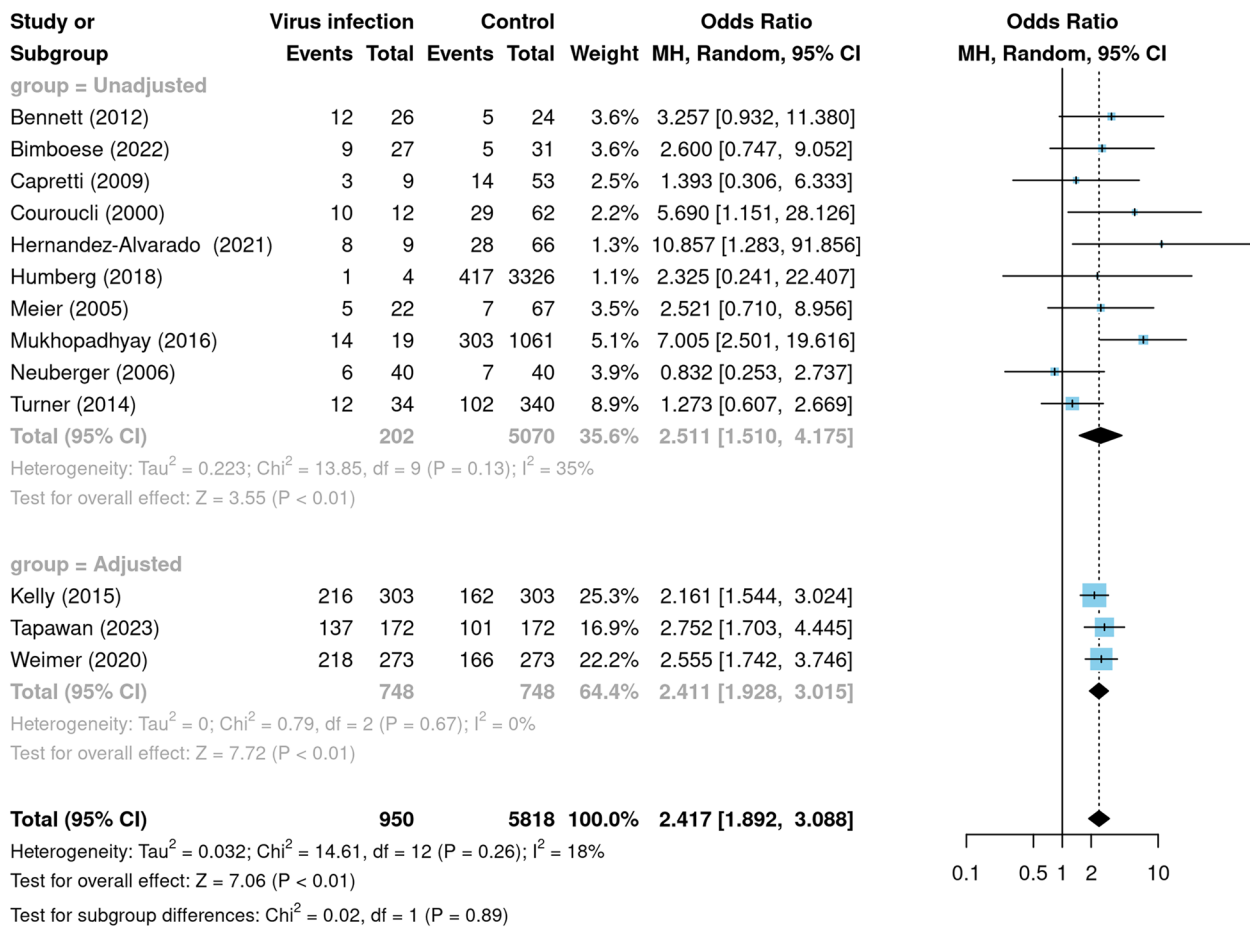 Study or Virus infection Control Odds Ratio Odds Ratio
Subgroup Events Total Events Total Weight MH, Random, 95% CI MH, Random, 95% CI
group = Unadjusted
Bennett (2012) 12 26 5 24 3.6% 3.257 [0.932, 11.380]
Bimboese (2022) 9 27 5 31 3.6% 2.600 [0.747, 9.052]
Capretti (2009) 3 9 14 53 2.5% 1.393 [0.306, 6.333]
Couroucli (2000) 10 12 29 62 2.2% 5.690 [1.151, 28.126]
Hernandez-Alvarado (2021) 8 9 28 66 1.3% 10.857 [1.283, 91.856]
Humberg (2018) 1 4 417 3326 1.1% 2.325 [0.241, 22.407]
Meier (2005) 5 22 7 67 3.5% 2.521 [0.710, 8.956]
Mukhopadhyay (2016) 14 19 303 1061 5.1% 7.005 [2.501, 19.616]
Neuberger (2006) 6 40 7 40 3.9% 0.832 [0.253, 2.737]
Turner (2014) 12 34 102 340 8.9% 1.273 [0.607, 2.669]
Total (95% CI) 202 5070 35.6% 2.511 [1.510, 4.175]
Heterogeneity: Tau² = 0.223; Chi² = 13.85, df = 9 (P = 0.13); I² = 35%
Test for overall effect: Z = 3.55 (P < 0.01)
group = Adjusted
Kelly (2015) 216 303 162 303 25.3% 2.161 [1.544, 3.024]
Tapawan (2023) 137 172 101 172 16.9% 2.752 [1.703, 4.445]
Weimer (2020) 218 273 166 273 22.2% 2.555 [1.742, 3.746]
Total (95% CI) 748 748 64.4% 2.411 [1.928, 3.015]
Heterogeneity: Tau² = 0; Chi² = 0.79, df = 2 (P = 0.67); I² = 0%
Test for overall effect: Z = 7.72 (P < 0.01)
Total (95% CI) 950 5818 100.0% 2.417 [1.892, 3.088]
Heterogeneity: Tau² = 0.032; Chi² = 14.61, df = 12 (P = 0.26); I² = 18%
Test for overall effect: Z = 7.06 (P < 0.01)
Test for subgroup differences: Chi² = 0.02, df = 1 (P = 0.89)
0.1 0.5 1 2 10